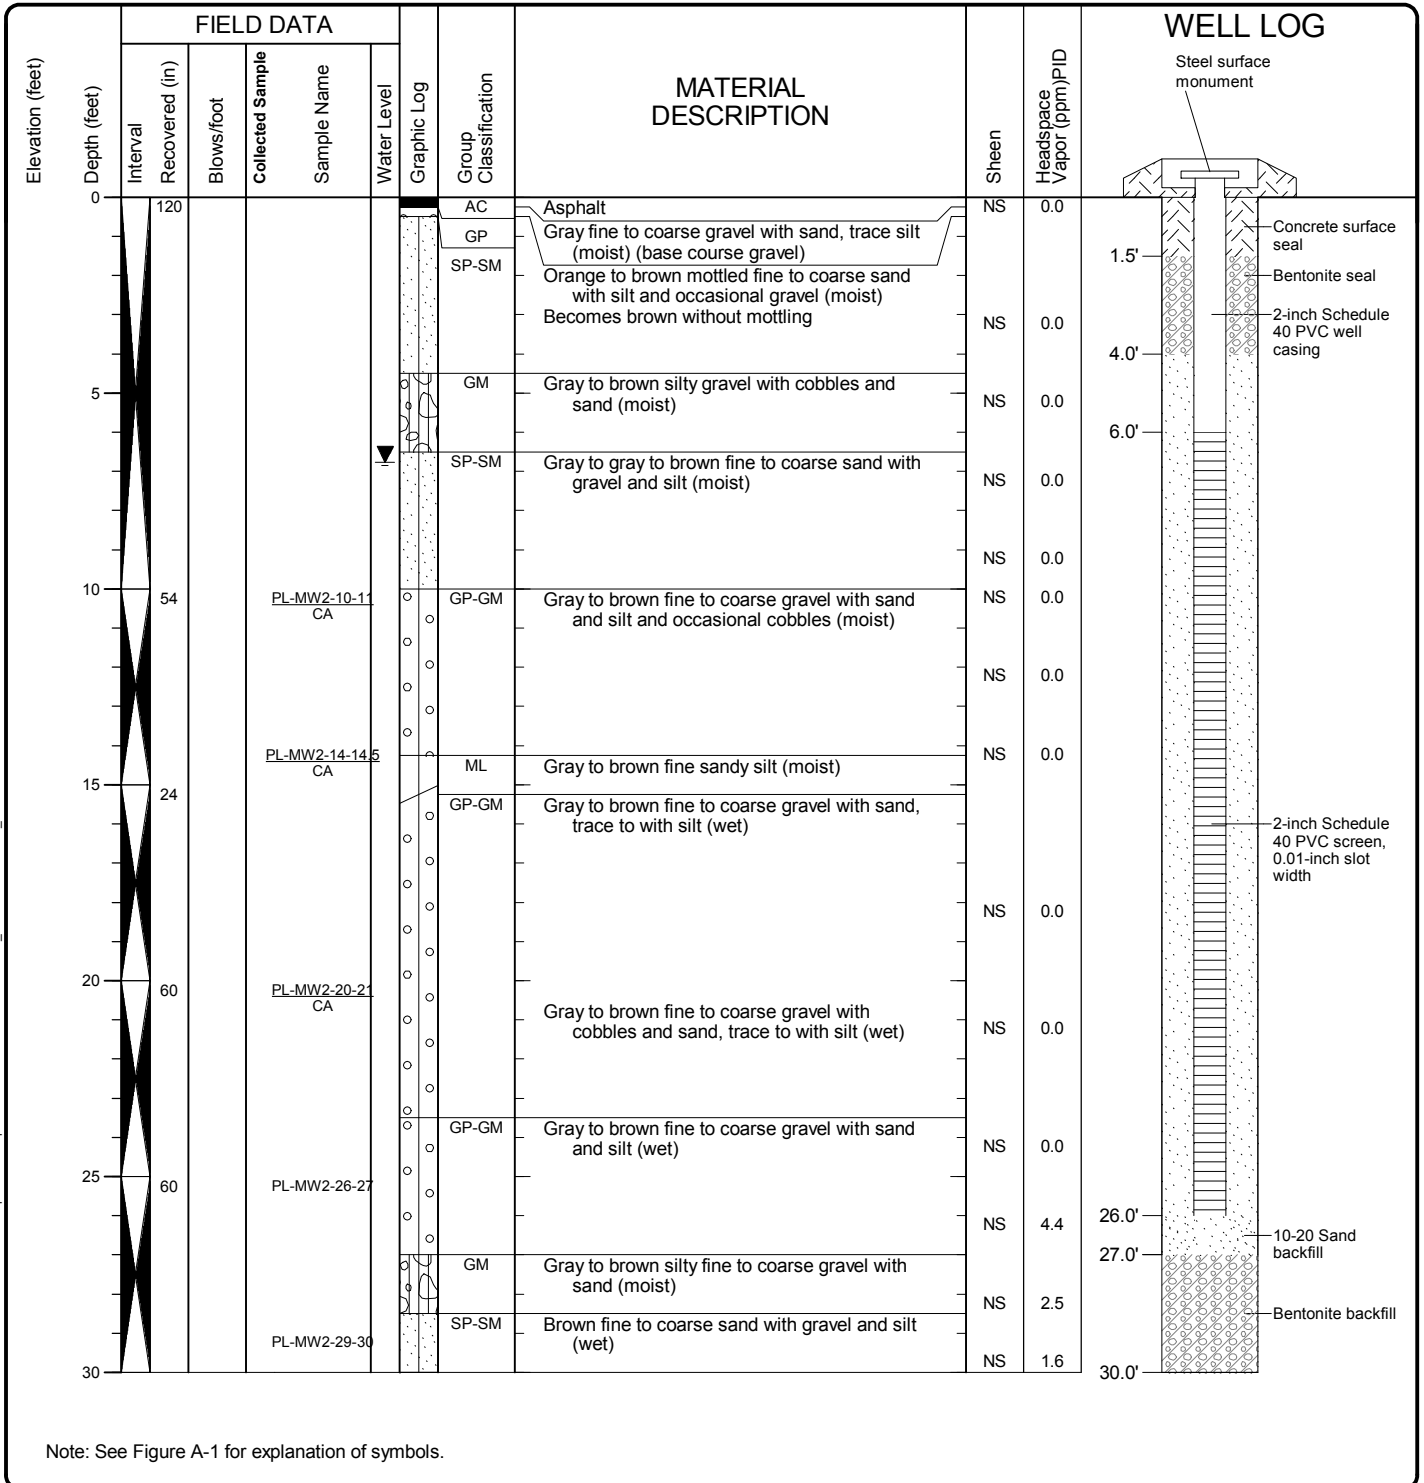 FIELD DATA
WELL LOG
Elevation (feet)
Depth (feet)
Interval
Recovered (in)
Blows/foot
Collected Sample
Sample Name
Water Level
Graphic Log
Group
Classification
MATERIAL
DESCRIPTION
Sheen
Headspace
Vapor (ppm)PID
Steel surface
monument
0
120
AC
Asphalt
NS
0.0
GP
Gray fine to coarse gravel with sand, trace silt
(moist) (base course gravel)
Concrete surface
seal
1.5'
SP-SM
Orange to brown mottled fine to coarse sand
with silt and occasional gravel (moist)
Bentonite seal
Becomes brown without mottling
NS
0.0
2-inch Schedule
40 PVC well
casing
4.0'
GM
Gray to brown silty gravel with cobbles and
sand (moist)
5
NS
0.0
6.0'
SP-SM
Gray to gray to brown fine to coarse sand with
gravel and silt (moist)
NS
0.0
NS
0.0
10
54
PL-MW2-10-11
CA
GP-GM
Gray to brown fine to coarse gravel with sand
and silt and occasional cobbles (moist)
NS
0.0
NS
0.0
PL-MW2-14-14.5
CA
NS
0.0
ML
Gray to brown fine sandy silt (moist)
15
24
GP-GM
Gray to brown fine to coarse gravel with sand,
trace to with silt (wet)
2-inch Schedule
40 PVC screen,
0.01-inch slot
width
NS
0.0
20
60
PL-MW2-20-21
CA
Gray to brown fine to coarse gravel with
cobbles and sand, trace to with silt (wet)
NS
0.0
GP-GM
Gray to brown fine to coarse gravel with sand
and silt (wet)
NS
0.0
25
60
PL-MW2-26-27
NS
4.4
26.0'
10-20 Sand
backfill
27.0'
GM
Gray to brown silty fine to coarse gravel with
sand (moist)
NS
2.5
Bentonite backfill
SP-SM
Brown fine to coarse sand with gravel and silt
(wet)
PL-MW2-29-30
NS
1.6
30
30.0'
Note: See Figure A-1 for explanation of symbols.